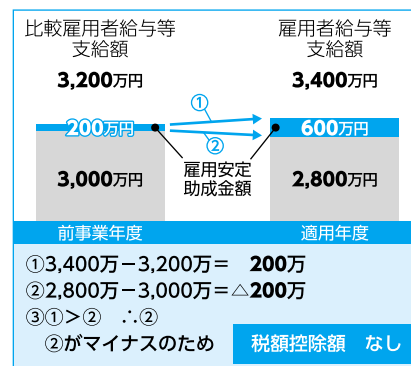 比較雇用者給与等
支給額
3,200万円
雇用者給与等
支給額
3,400万円
①
200万円
600万円
②
雇用安定
助成金額
3,000万円
2,800万円
前事業年度
適用年度
①3,400万－3,200万＝ 200万
②2,800万－3,000万＝△200万
③①＞② ∴②
②がマイナスのため
税額控除額 なし